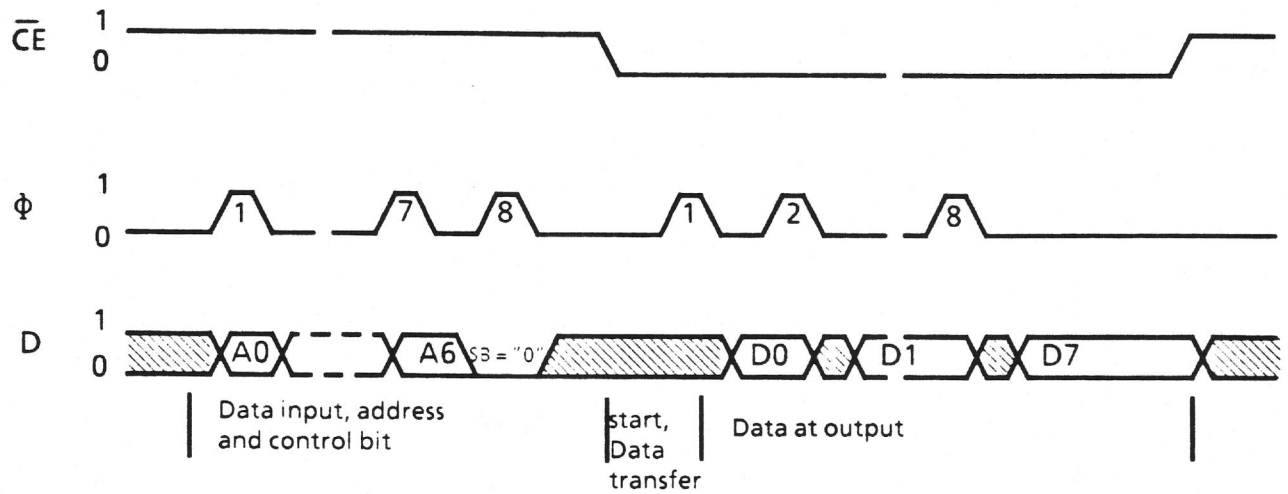 CE
1
0
Φ
1
0
1
7
8
1
2
8
D
1
0
A0
A6
SB = "0"
D0
D1
D7
Data input, address
and control bit
start,
Data
transfer
Data at output